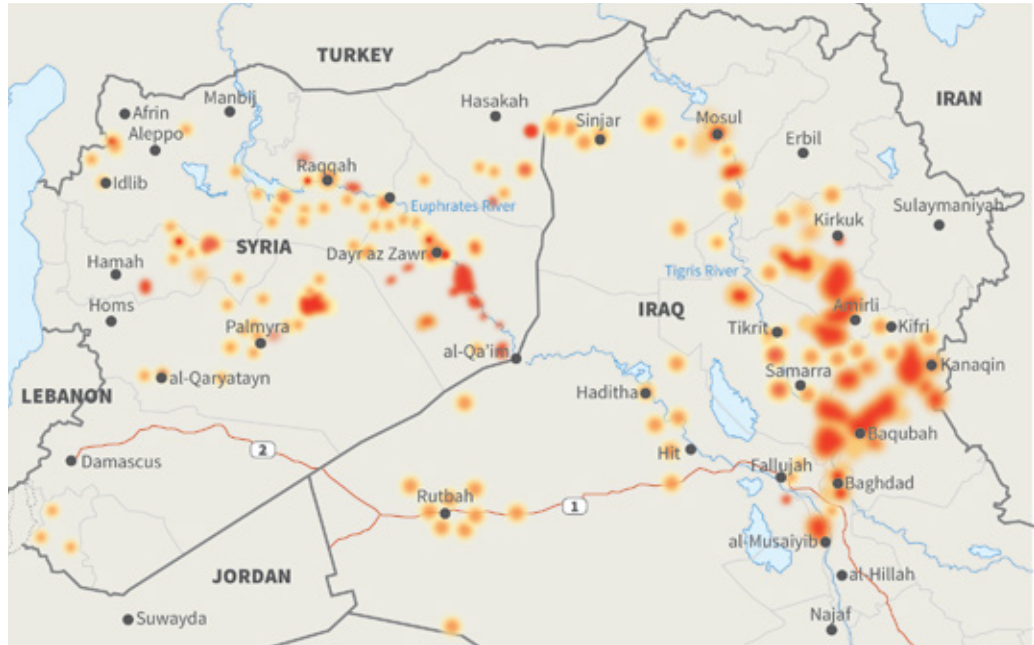 TURKEY
Manbij
Hasakah
Afrin
Aleppo
Sinjar
Mosul
IRAN
Erbil
Idlib
Raqqah
Euphrates River
Sulaymaniyah
Kirkuk
SYRIA
Dayr az Zawr
Hamah
Tigris River
Homs
IRAQ
Amirli
Palmyra
Tikrit
Kifri
al-Qa'im
Kanaqin
al-Qaryatayn
Samarra
LEBANON
Haditha
Baqubah
2
Damascus
Hit
Fallujah
Baghdad
Rutbah
1
al-Musaiyib
JORDAN
al-Hillah
Suwayda
Najaf